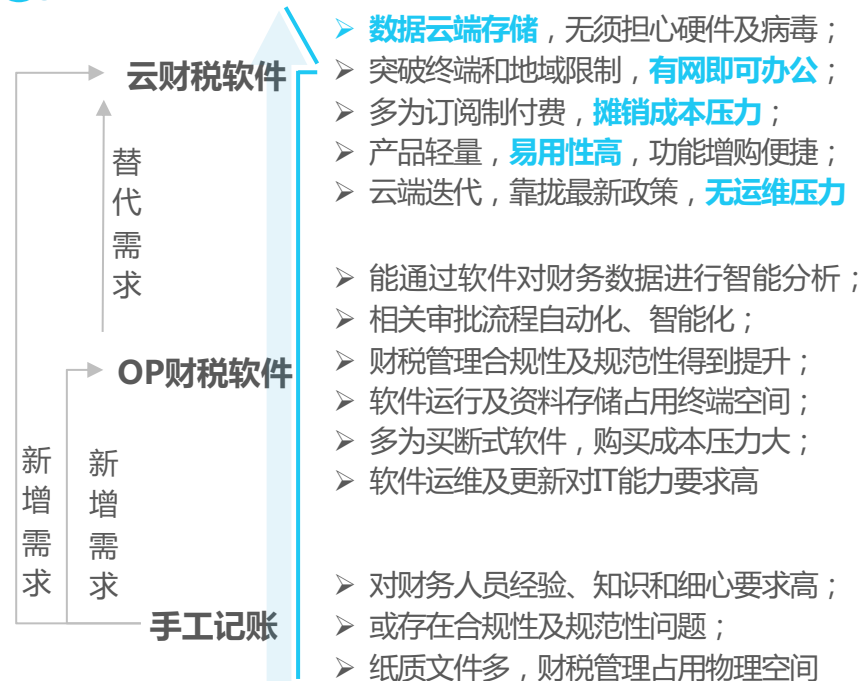 数据云端存储，无须担心硬件及病毒；
云财税软件
突破终端和地域限制，有网即可办公；
多为订阅制付费，摊销成本压力；
产品轻量，易用性高，功能增购便捷；
云端迭代，靠拢最新政策，无运维压力
替代需求
能通过软件对财务数据进行智能分析；
相关审批流程自动化、智能化；
OP财税软件
财税管理合规性及规范性得到提升；
软件运行及资料存储占用终端空间；
多为买断式软件，购买成本压力大；
软件运维及更新对IT能力要求高
新增需求
新增需求
手工记账
对财务人员经验、知识和细心要求高；
或存在合规性及规范性问题；
纸质文件多，财税管理占用物理空间